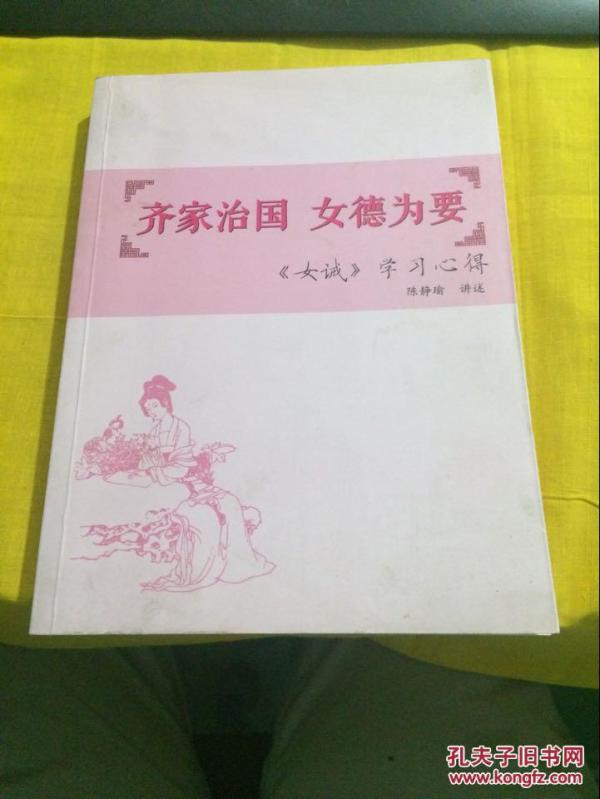 齐家治国 女德为要
《女诫》学习心得
陈静瑜 讲述
孔夫子旧书网
www.kongfz.com